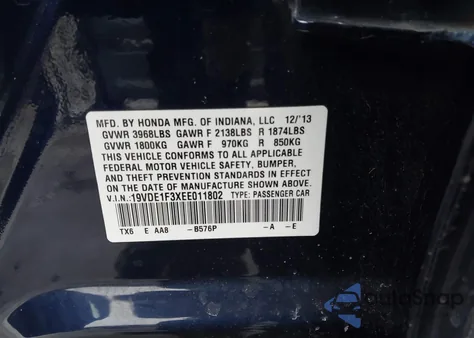 MFD. BY HONDA MFG. OF INDIANA, LLC 12/'13
GVWR 3968LBS GAWR F 2138LBS R 1874LBS
GVWR 1800KG GAWR F 970KG R 850KG
THIS VEHICLE CONFORMS TO ALL APPLICABLE
FEDERAL MOTOR VEHICLE SAFETY, BUMPER,
AND THEFT PREVENTION STANDARDS IN EFFECT
ON THE DATE OF MANUFACTURE SHOWN ABOVE.
V.I.N.:19VDE1F3XEE011802 TYPE: PASSENGER CAR
TX6 E AAB -B576P -A -E
AutoSnap